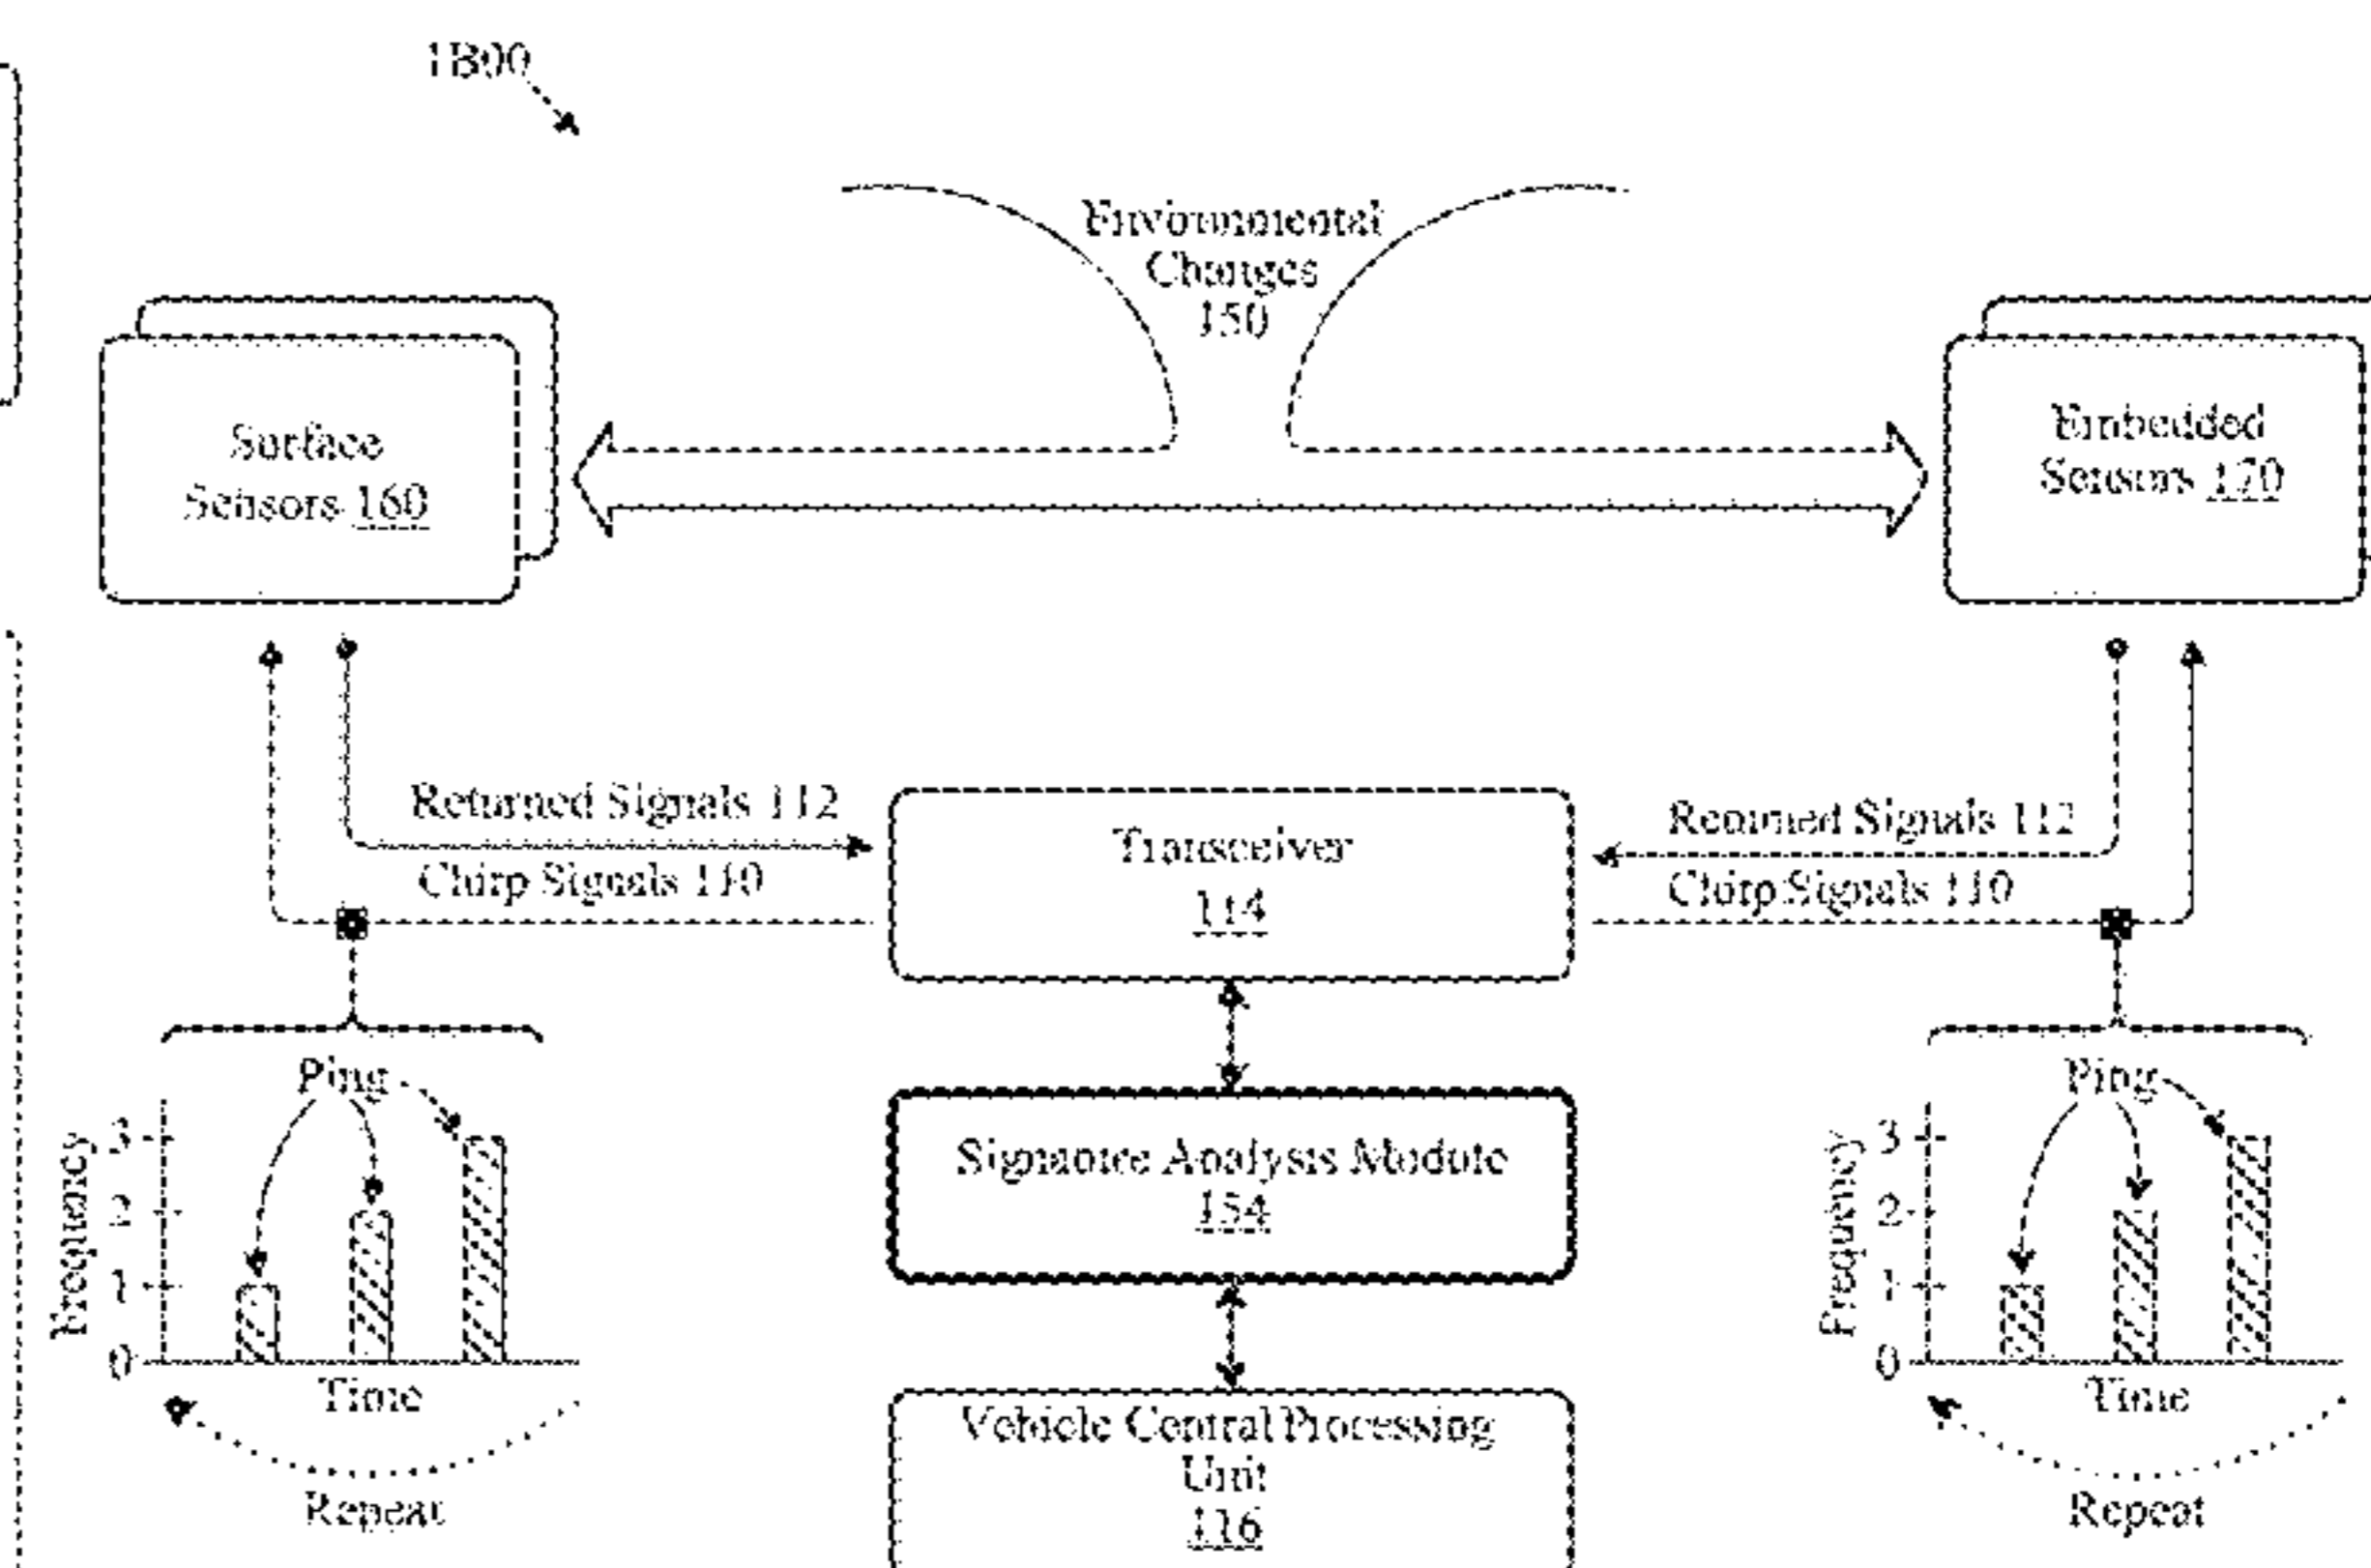 1B00
Environmental
Changes
150
Surface
Sensors 160
Embedded
Sensors 170
Returned Signals 112
Chirp Signals 110
Transceiver
114
Returned Signals 112
Chirp Signals 110
Ping
Frequency
3
2
1
0
Time
Repeat
Signature Analysis Module
154
Vehicle Central Processing
Unit
116
Ping
Frequency
3
2
1
0
Time
Repeat